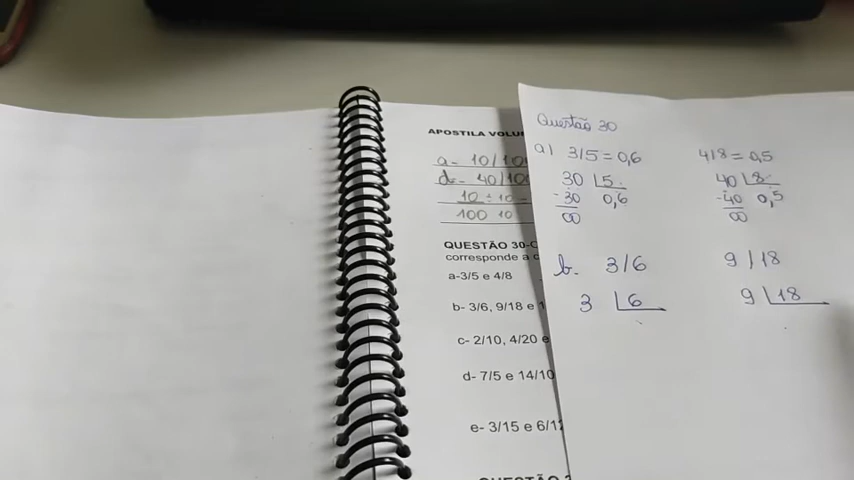 APOSTILA
a- 10/10
d- 40/100
10 ÷ 10
100 10
QUESTÃO 30-
corresponde a
a-3/5 e 4/8
b- 3/6, 9/18 e
c- 2/10, 4/20 e
d- 7/5 e 14/10
e- 3/15 e
Questão 30
a) 3/5 = 0,6 4/8 = 0,5
30 5 40 8
-30 0,6 -40 0,5
00 00
b. 3/6 9/18
3 6 9 18